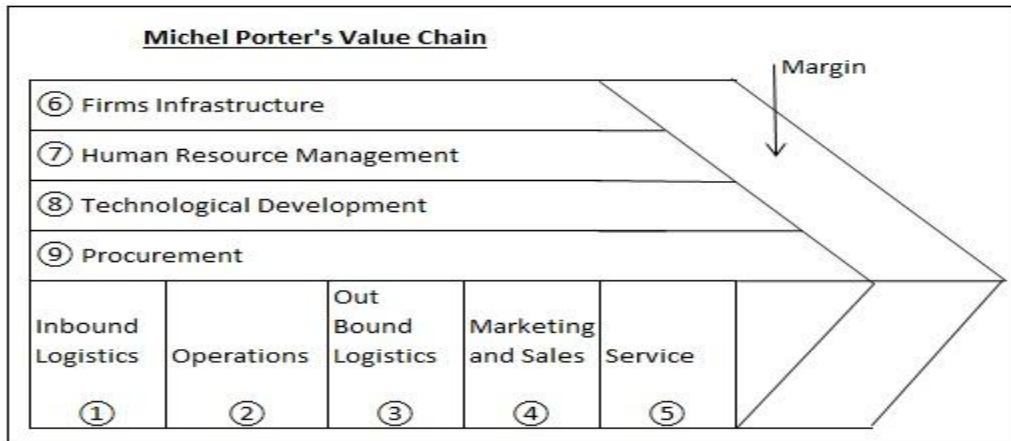 Michel Porter's Value Chain
Margin
⑥ Firms Infrastructure
⑦ Human Resource Management
⑧ Technological Development
⑨ Procurement
Inbound
Logistics
①
Operations
②
Out
Bound
Logistics
③
Marketing
and Sales
④
Service
⑤